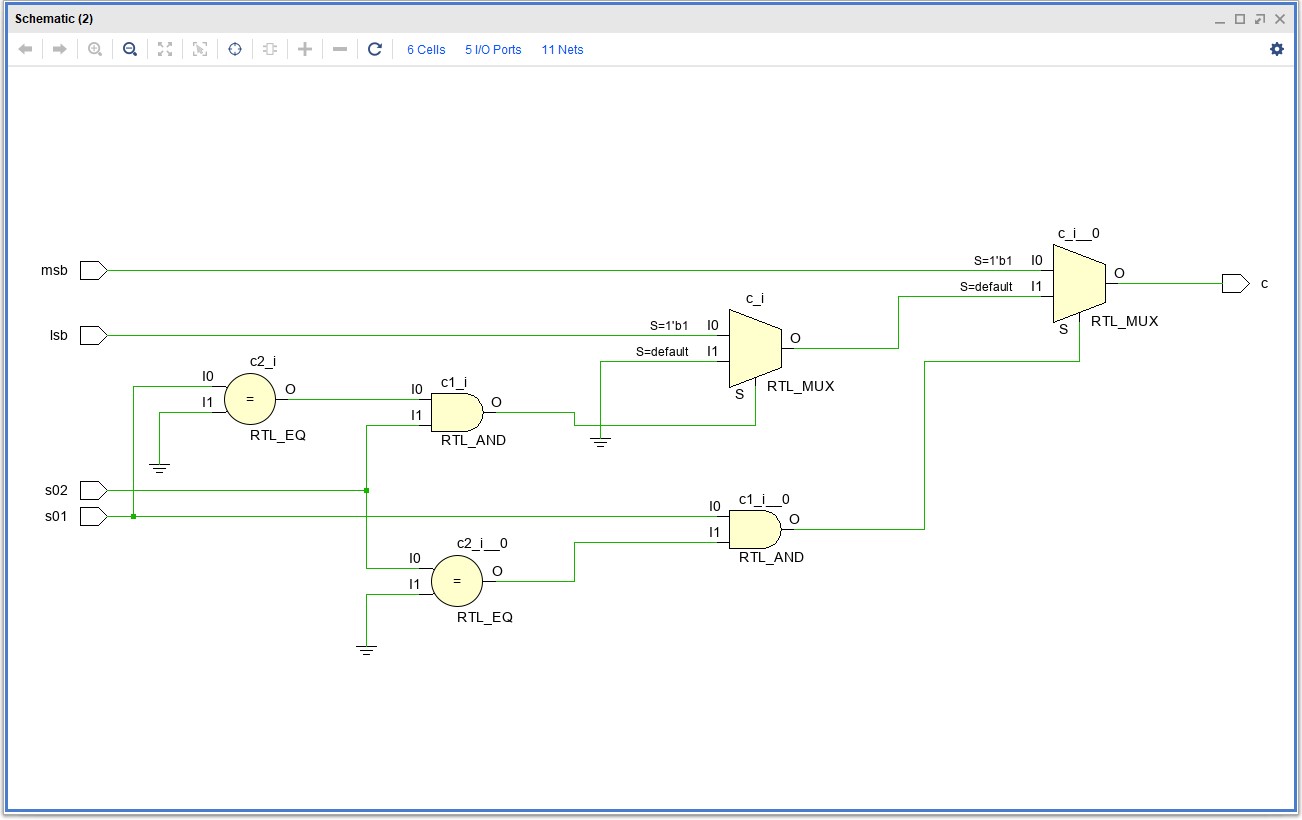 Schematic (2)
6 Cells 5 I/O Ports 11 Nets
c_i__0
msb S=1'b1 I0 O c
S=default I1
S RTL_MUX
c_i
lsb S=1'b1 I0 O
S=default I1
S RTL_MUX
c2_i
I0 O
I1 =
RTL_EQ
c1_i
I0 O
I1
RTL_AND
s02
s01
c1_i__0
I0 O
I1
RTL_AND
c2_i__0
I0 O
I1 =
RTL_EQ